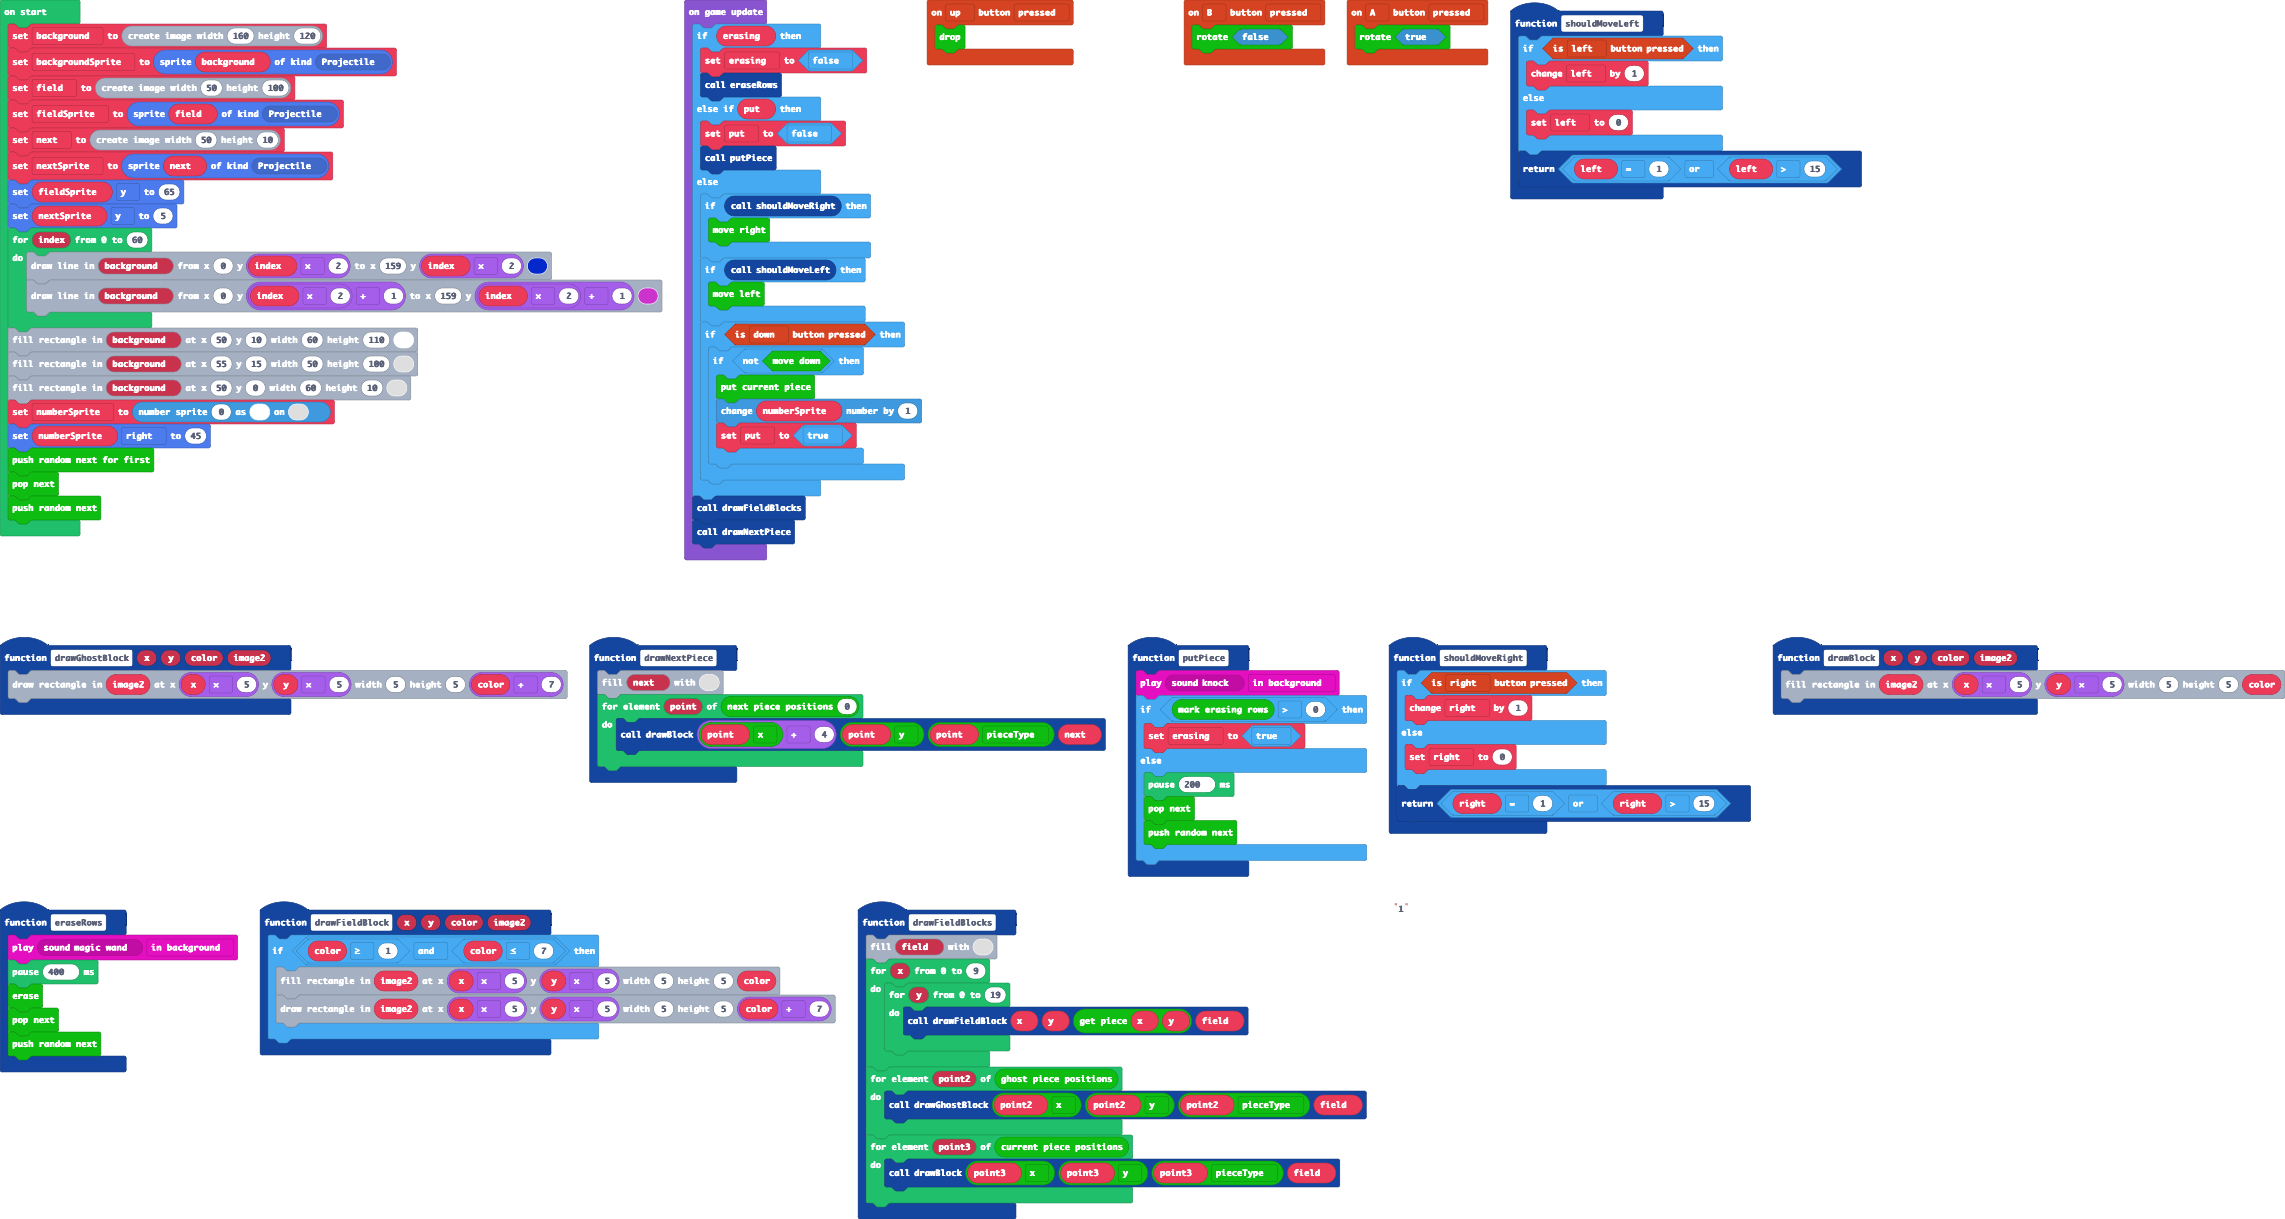 on start
set background to create image width 160 height 120
set backgroundSprite to sprite background of kind Projectile
set field to create image width 50 height 100
set fieldSprite to sprite field of kind Projectile
set next to create image width 50 height 10
set nextSprite to sprite next of kind Projectile
set fieldSprite y to 65
set nextSprite y to 5
for index from 0 to 60
do
draw line in background from x 0 y index × 2 to x 159 y index × 2
draw line in background from x 0 y index × 2 + 1 to x 159 y index × 2 + 1
fill rectangle in background at x 50 y 10 width 60 height 110
fill rectangle in background at x 55 y 15 width 50 height 100
fill rectangle in background at x 50 y 0 width 60 height 10
set numberSprite to number sprite 0 as on
set numberSprite right to 45
push random next for first
pop next
push random next
on game update
if erasing then
set erasing to false
call eraseRows
else if put then
set put to false
call putPiece
else
if call shouldMoveRight then
move right
if call shouldMoveLeft then
move left
if is down button pressed then
if not move down then
put current piece
change numberSprite number by 1
set put to true
call drawFieldBlocks
call drawNextPiece
on up button pressed
drop
on B button pressed
rotate false
on A button pressed
rotate true
function shouldMoveLeft
if is left button pressed then
change left by 1
else
set left to 0
return left = 1 or left > 15
function drawGhostBlock x y color image2
draw rectangle in image2 at x x × 5 y y × 5 width 5 height 5 color + 7
function drawNextPiece
fill next with
for element point of next piece positions 0
do
call drawBlock point x + 4 point y point pieceType next
function putPiece
play sound knock in background
if mark erasing rows > 0 then
set erasing to true
else
pause 200 ms
pop next
push random next
function shouldMoveRight
if is right button pressed then
change right by 1
else
set right to 0
return right = 1 or right > 15
function drawBlock x y color image2
fill rectangle in image2 at x x × 5 y y × 5 width 5 height 5 color
function eraseRows
play sound magic wand in background
pause 400 ms
erase
pop next
push random next
function drawFieldBlock x y color image2
if color ≥ 1 and color ≤ 7 then
fill rectangle in image2 at x x × 5 y y × 5 width 5 height 5 color
draw rectangle in image2 at x x × 5 y y × 5 width 5 height 5 color + 7
function drawFieldBlocks
fill field with
for x from 0 to 9
do
for y from 0 to 19
do
call drawFieldBlock x y get piece x y field
for element point2 of ghost piece positions
do
call drawGhostBlock point2 x point2 y point2 pieceType field
for element point3 of current piece positions
do
call drawBlock point3 x point3 y point3 pieceType field
"1"